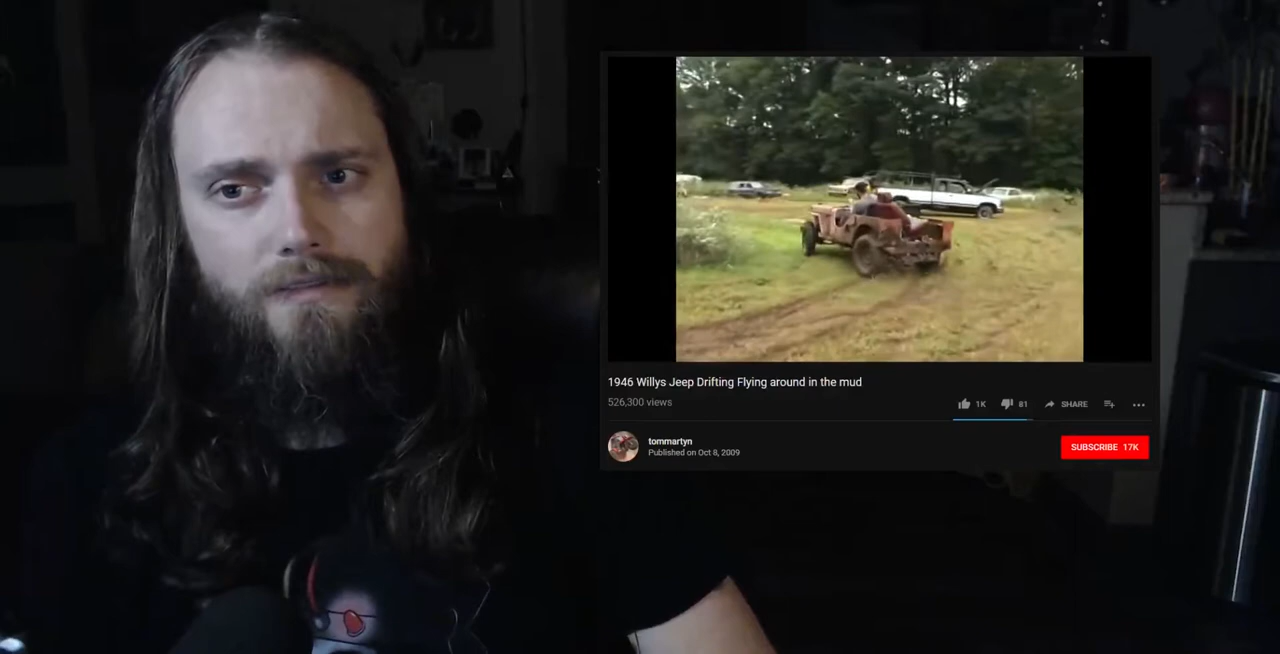 1946 Willys Jeep Drifting Flying around in the mud
526,300 views
1K 81 SHARE
tommartyn
Published on Oct 8, 2009
SUBSCRIBE 17K